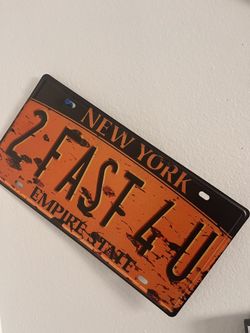 NEW YORK
2 FAST 4 U
EMPIRE STATE